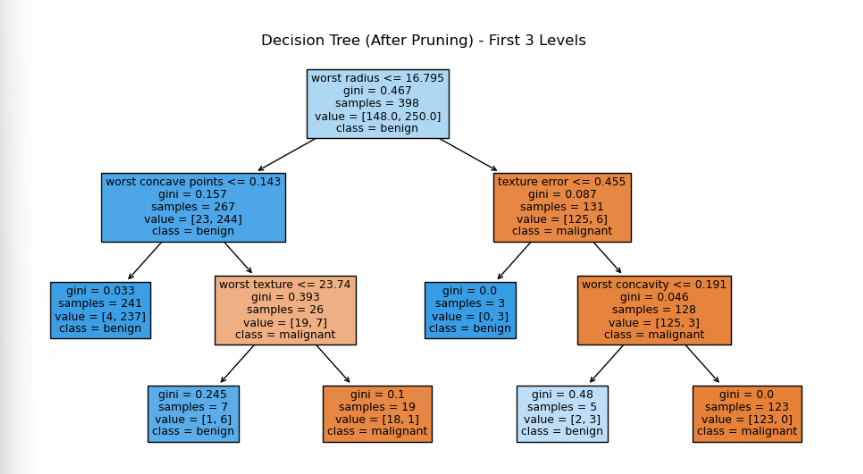 Decision Tree (After Pruning) - First 3 Levels
worst radius <= 16.795
gini = 0.467
samples = 398
value = [148.0, 250.0]
class = benign
worst concave points <= 0.143
gini = 0.157
samples = 267
value = [23, 244]
class = benign
texture error <= 0.455
gini = 0.087
samples = 131
value = [125, 6]
class = malignant
gini = 0.033
samples = 241
value = [4, 237]
class = benign
worst texture <= 23.74
gini = 0.393
samples = 26
value = [19, 7]
class = malignant
gini = 0.0
samples = 3
value = [0, 3]
class = benign
worst concavity <= 0.191
gini = 0.046
samples = 128
value = [125, 3]
class = malignant
gini = 0.245
samples = 7
value = [1, 6]
class = benign
gini = 0.1
samples = 19
value = [18, 1]
class = malignant
gini = 0.48
samples = 5
value = [2, 3]
class = benign
gini = 0.0
samples = 123
value = [123, 0]
class = malignant